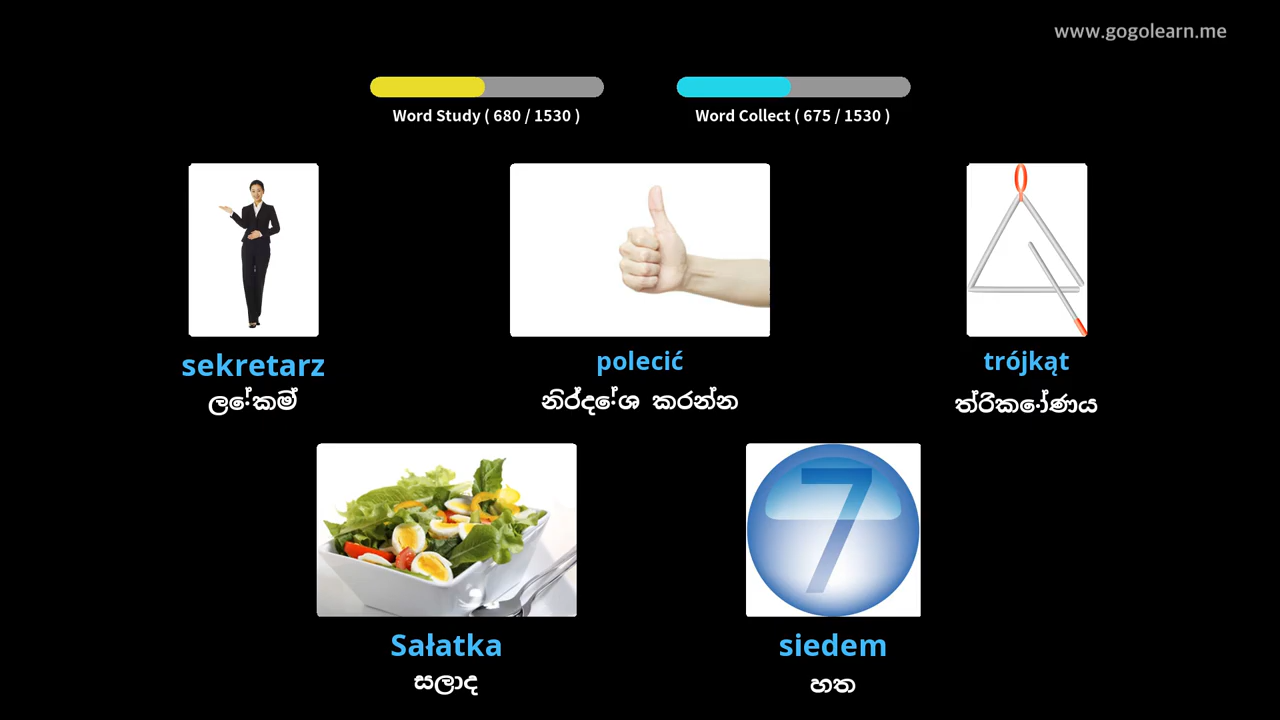 www.gogolearn.me
Word Study ( 680 / 1530 )
Word Collect ( 675 / 1530 )
sekretarz
ලේකම්
polecić
නිර්දේශ කරන්න
trójkąt
ත්රිකෝණය
7
Sałatka
සලාද
siedem
හත